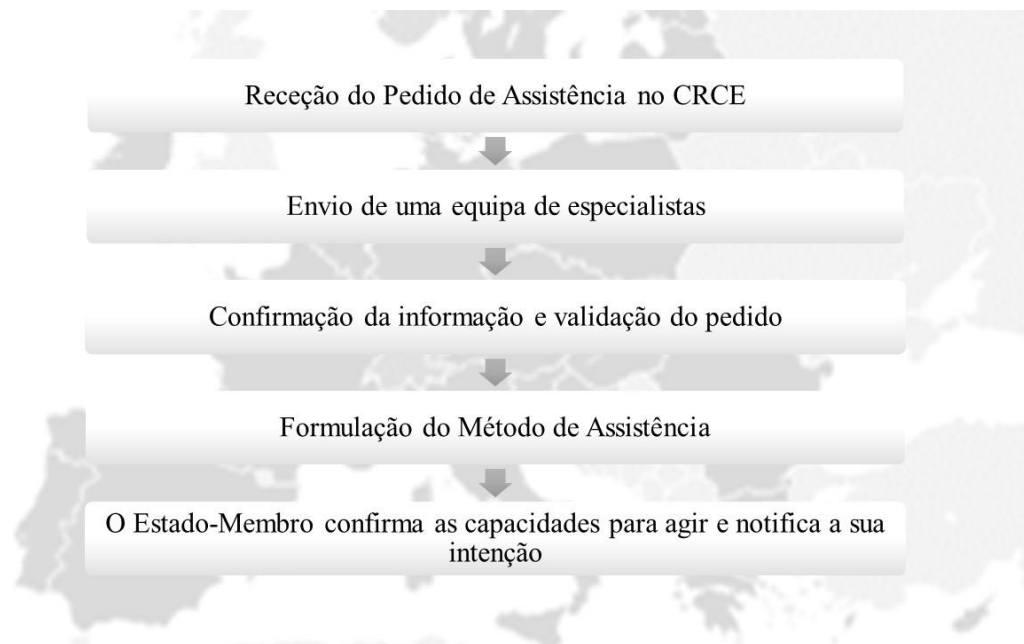 Receção do Pedido de Assistência no CRCE
Envio de uma equipa de especialistas
Confirmação da informação e validação do pedido
Formulação do Método de Assistência
O Estado-Membro confirma as capacidades para agir e notifica a sua
intenção